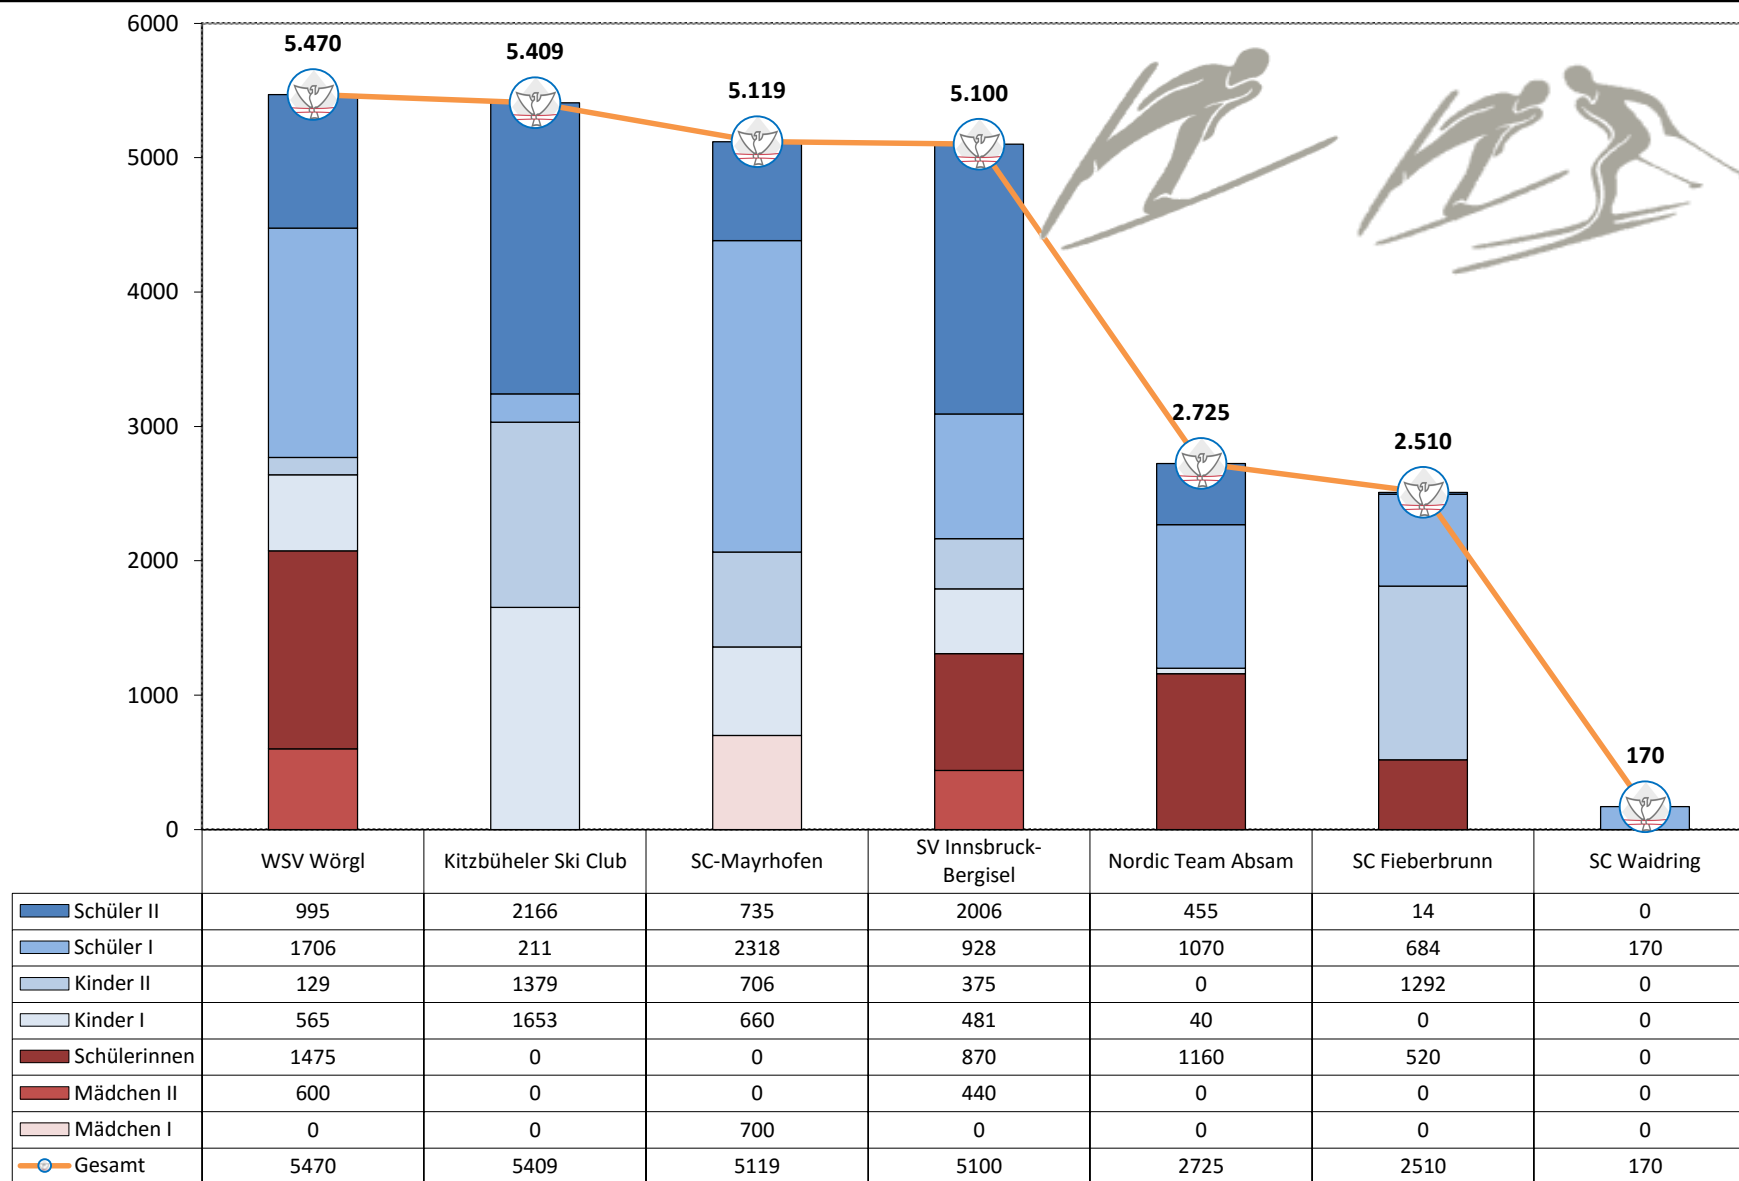 6000
5.470
5.409
5.119
5.100
5000
4000
3000
2.725
2.510
2000
1000
170
0
WSV Wörgl
Kitzbüheler Ski Club
SC-Mayrhofen
SV Innsbruck-
Bergisel
Nordic Team Absam
SC Fieberbrunn
SC Waidring
Schüler II 995 2166 735 2006 455 14 0
Schüler I 1706 211 2318 928 1070 684 170
Kinder II 129 1379 706 375 0 1292 0
Kinder I 565 1653 660 481 40 0 0
Schülerinnen 1475 0 0 870 1160 520 0
Mädchen II 600 0 0 440 0 0 0
Mädchen I 0 0 700 0 0 0 0
Gesamt 5470 5409 5119 5100 2725 2510 170